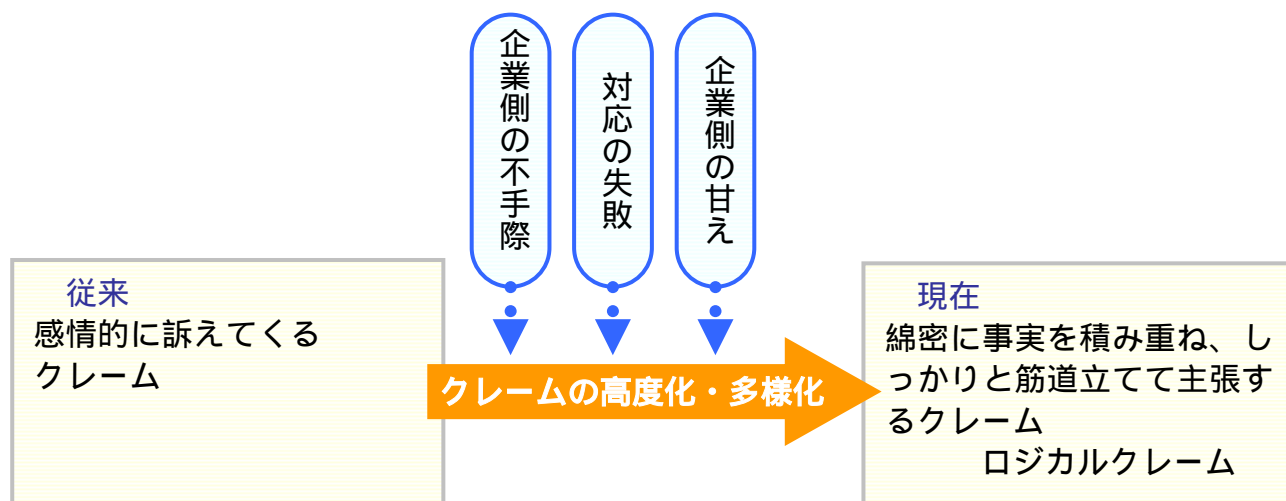 企業側の不手際
対応の失敗
企業側の甘え
従来
感情的に訴えてくる
クレーム
クレームの高度化・多様化
現在
綿密に事実を積み重ね、し
っかりと筋道立てて主張す
るクレーム
ロジカルクレーム